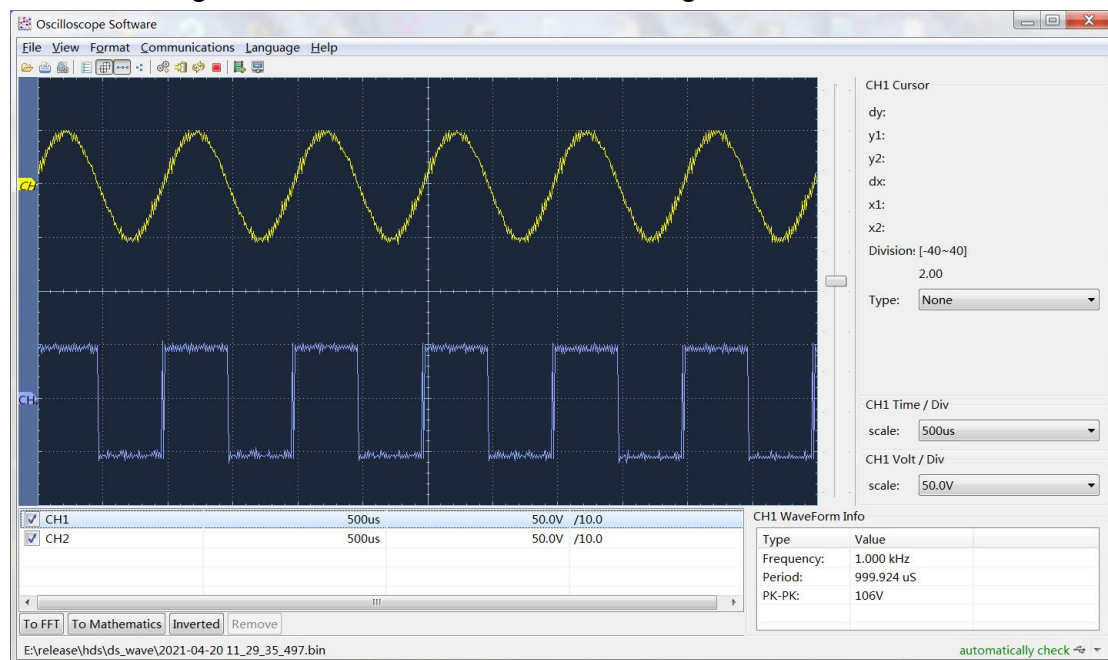 Oscilloscope Software
File View Format Communications Language Help
CH1 Cursor
dy:
y1:
y2:
dx:
x1:
x2:
Division: [-40~40]
2.00
Type: None
CH
CH
CH1 Time / Div
scale: 500us
CH1 Volt / Div
scale: 50.0V
CH1 500us 50.0V /10.0
CH2 500us 50.0V /10.0
CH1 WaveForm Info
Type Value
Frequency: 1.000 kHz
Period: 999.924 uS
PK-PK: 106V
To FFT To Mathematics Inverted Remove
E:\release\hds\ds_wave\2021-04-20 11_29_35_497.bin
automatically check